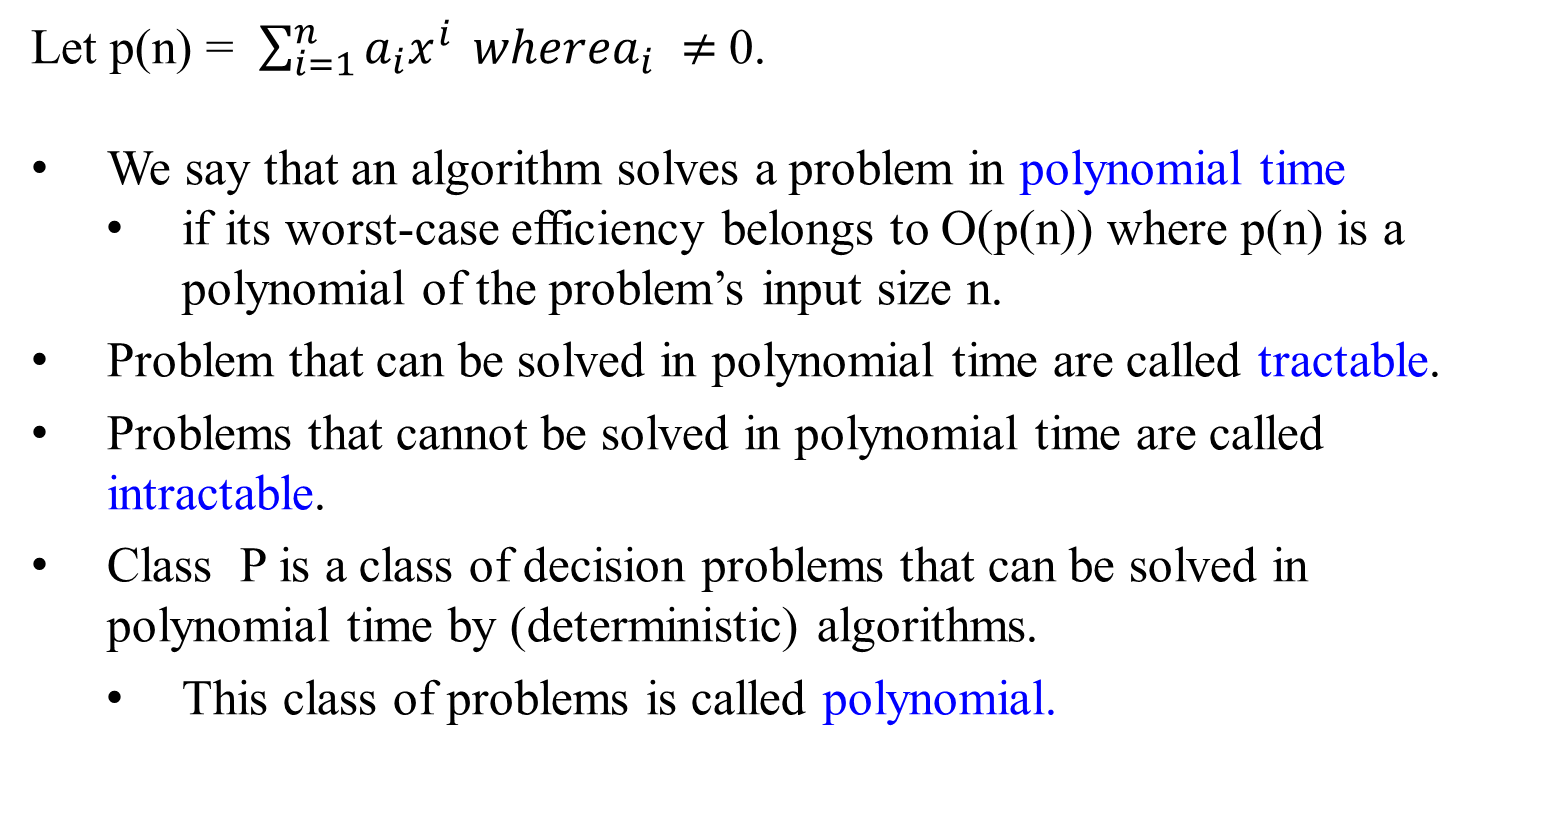 Let p(n) = ∑ⁿᵢ₌₁ aᵢxⁱ whereaᵢ ≠ 0.
• We say that an algorithm solves a problem in polynomial time
• if its worst-case efficiency belongs to O(p(n)) where p(n) is a
polynomial of the problem’s input size n.
• Problem that can be solved in polynomial time are called tractable.
• Problems that cannot be solved in polynomial time are called
intractable.
• Class P is a class of decision problems that can be solved in
polynomial time by (deterministic) algorithms.
• This class of problems is called polynomial.